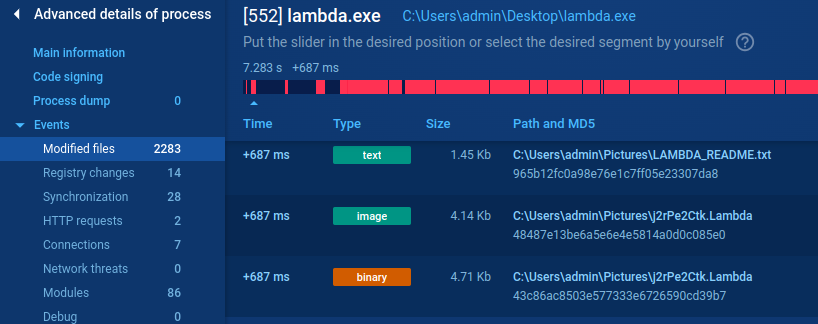 Advanced details of process
Main information
Code signing
Process dump 0
Events
Modified files 2283
Registry changes 14
Synchronization 28
HTTP requests 2
Connections 7
Network threats 0
Modules 86
Debug 0
[552] lambda.exe C:\Users\admin\Desktop\lambda.exe
Put the slider in the desired position or select the desired segment by yourself ?
7.283 s +687 ms
Time Type Size Path and MD5
+687 ms text 1.45 Kb C:\Users\admin\Pictures\LAMBDA_README.txt
965b12fc0a98e76e1c7ff05e23307da8
+687 ms image 4.14 Kb C:\Users\admin\Pictures\j2rPe2Ctk.Lambda
48487e13be6a5e6e4e5814a0d0c085e0
+687 ms binary 4.71 Kb C:\Users\admin\Pictures\j2rPe2Ctk.Lambda
43c86ac8503e577333e6726590cd39b7